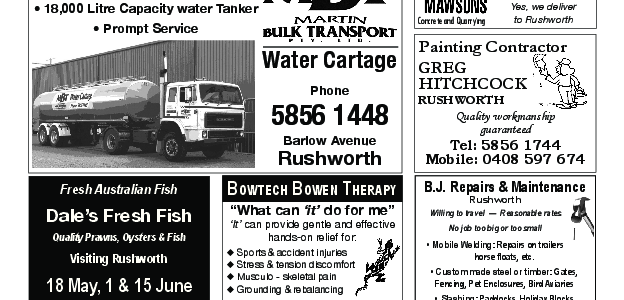 • 18,000 Litre Capacity water Tanker
• Prompt Service
MARTIN
BULK TRANSPORT
PTY. LTD.
Water Cartage
Phone
5856 1448
Barlow Avenue
Rushworth
MAWSONS
Concrete and Quarrying
Yes, we deliver
to Rushworth
Painting Contractor
GREG
HITCHCOCK
RUSHWORTH
Quality workmanship
guaranteed
Tel: 5856 1744
Mobile: 0408 597 674
Fresh Australian Fish
Dale's Fresh Fish
Quality Prawns, Oysters & Fish
Visiting Rushworth
18 May, 1 & 15 June
BOWTECH BOWEN THERAPY
“What can ‘it’ do for me”
‘It’ can provide gentle and effective
hands-on relief for:
◆ Sports & accident injuries
◆ Stress & tension discomfort
◆ Musculo - skeletal pain
◆ Grounding & rebalancing
B.J. Repairs & Maintenance
Rushworth
Willing to travel — Reasonable rates
No job too big or too small
• Mobile Welding: Repairs on trailers
horse floats, etc.
• Custom made steel or timber: Gates,
Fencing, Pet Enclosures, Bird Aviaries
• Slashing: Paddocks, Holiday Blocks